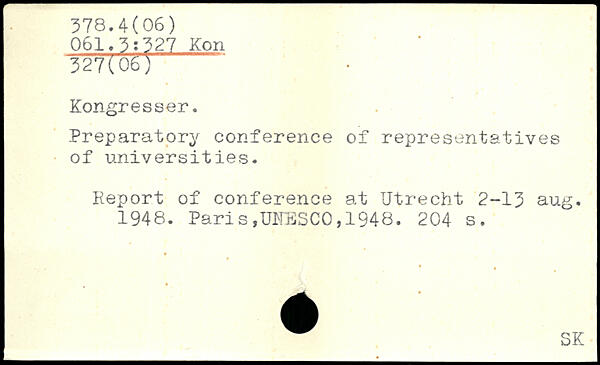 378.4(06)
061.3:327 Kon
327(06)
Kongresser.
Preparatory conference of representatives
of universities.
Report of conference at Utrecht 2-13 aug.
1948. Paris,UNESCO,1948. 204 s.
SK